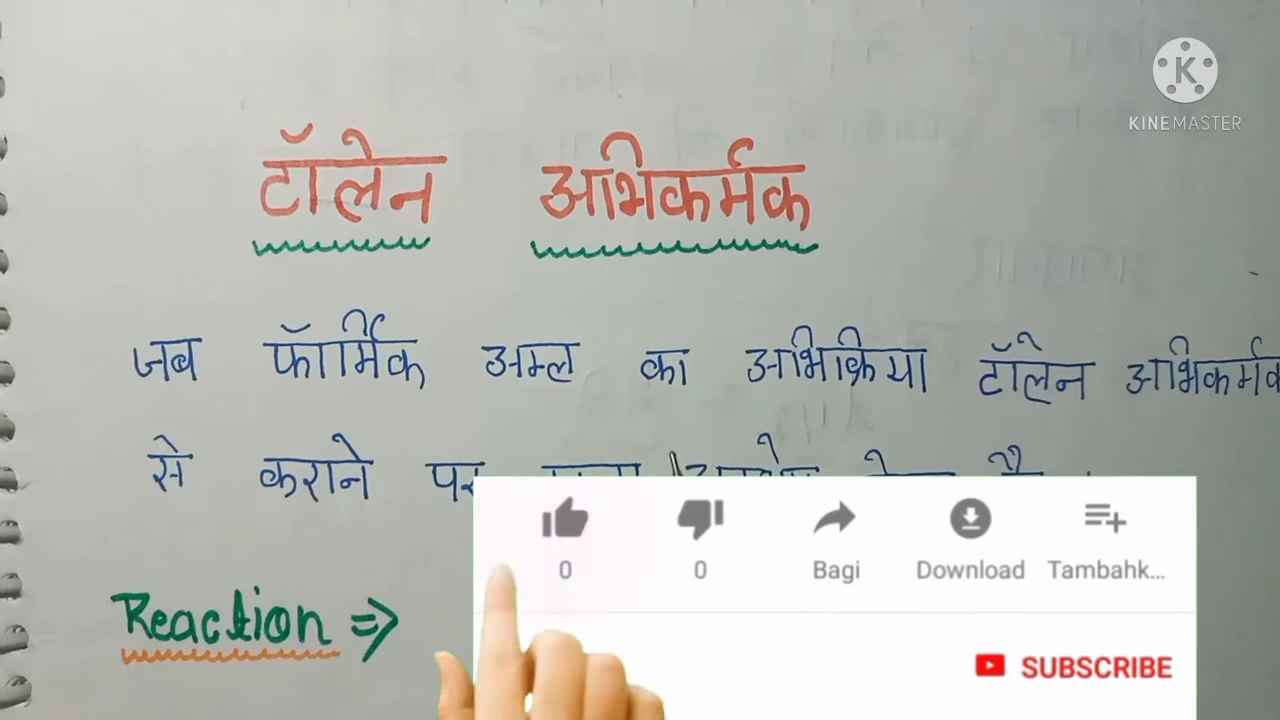 KINEMASTER
टॉलेन अभिकर्मक
जब फॉर्मिक अम्ल का अभिक्रिया टॉलेन अभिकर्मक
से कराने पर
0 0 Bagi Download Tambahk...
Reaction ⇒
SUBSCRIBE